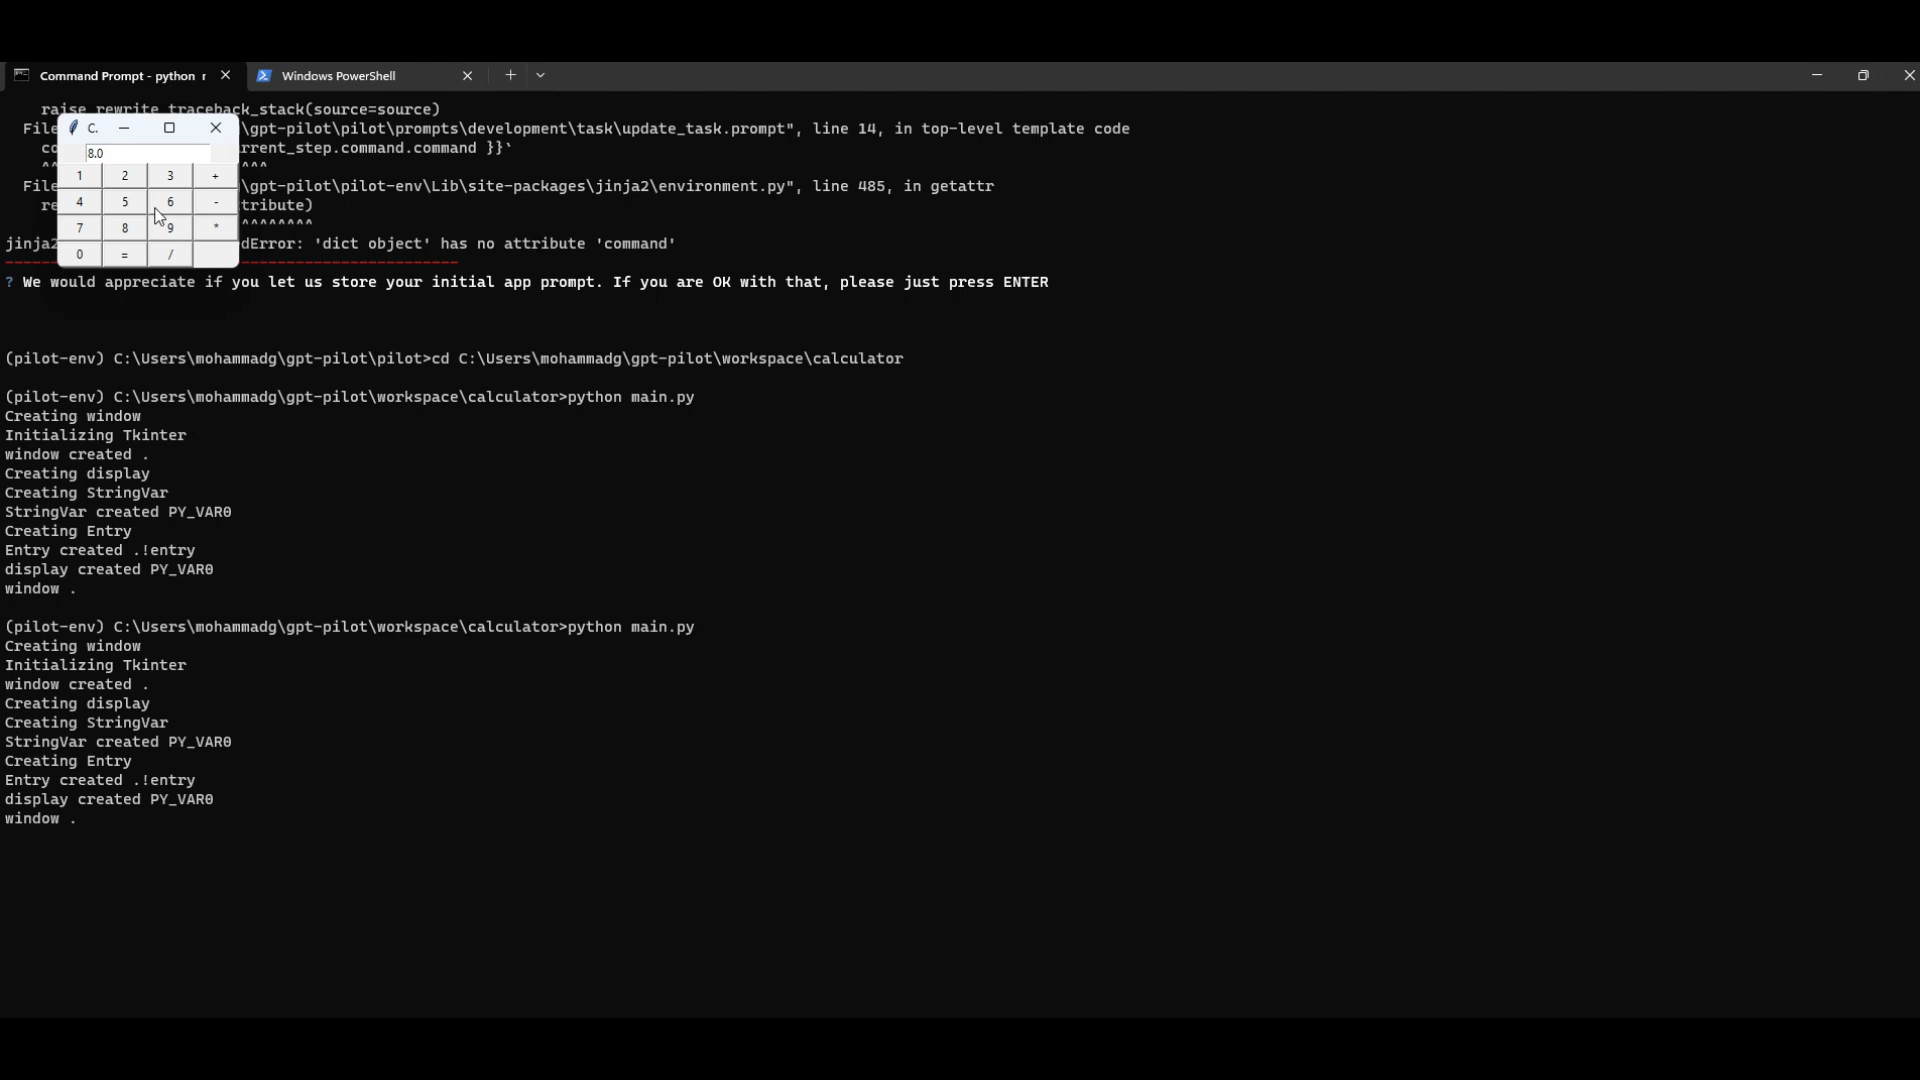 Command Prompt - python r
Windows PowerShell
raise rewrite_traceback_stack(source=source)
File \gpt-pilot\pilot\prompts\development\task\update_task.prompt", line 14, in top-level template code
co rrent_step.command.command }}`
^^ ^^^
File \gpt-pilot\pilot-env\Lib\site-packages\jinja2\environment.py", line 485, in getattr
re tribute)
^^^^^^^^
jinja2 dError: 'dict object' has no attribute 'command'
C.
8.0
1 2 3 +
4 5 6 -
7 8 9 *
0 = /
? We would appreciate if you let us store your initial app prompt. If you are OK with that, please just press ENTER
(pilot-env) C:\Users\mohammadg\gpt-pilot\pilot>cd C:\Users\mohammadg\gpt-pilot\workspace\calculator
(pilot-env) C:\Users\mohammadg\gpt-pilot\workspace\calculator>python main.py
Creating window
Initializing Tkinter
window created .
Creating display
Creating StringVar
StringVar created PY_VAR0
Creating Entry
Entry created .!entry
display created PY_VAR0
window .
(pilot-env) C:\Users\mohammadg\gpt-pilot\workspace\calculator>python main.py
Creating window
Initializing Tkinter
window created .
Creating display
Creating StringVar
StringVar created PY_VAR0
Creating Entry
Entry created .!entry
display created PY_VAR0
window .